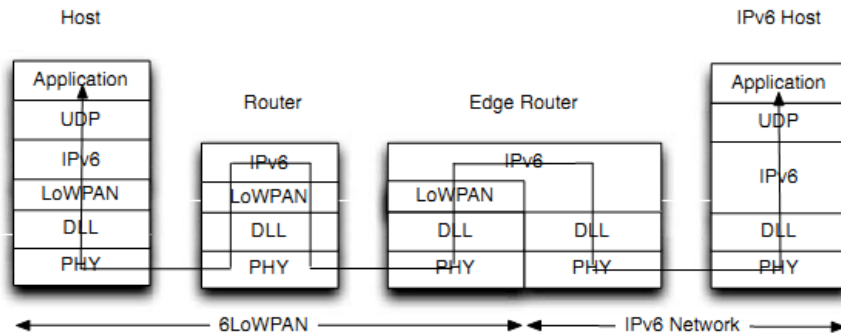 Host
IPv6 Host
Router
Edge Router
Application
UDP
IPv6
LoWPAN
DLL
PHY
IPv6
LoWPAN
DLL
PHY
IPv6
LoWPAN
DLL
PHY
DLL
PHY
Application
UDP
IPv6
DLL
PHY
6LoWPAN
IPv6 Network